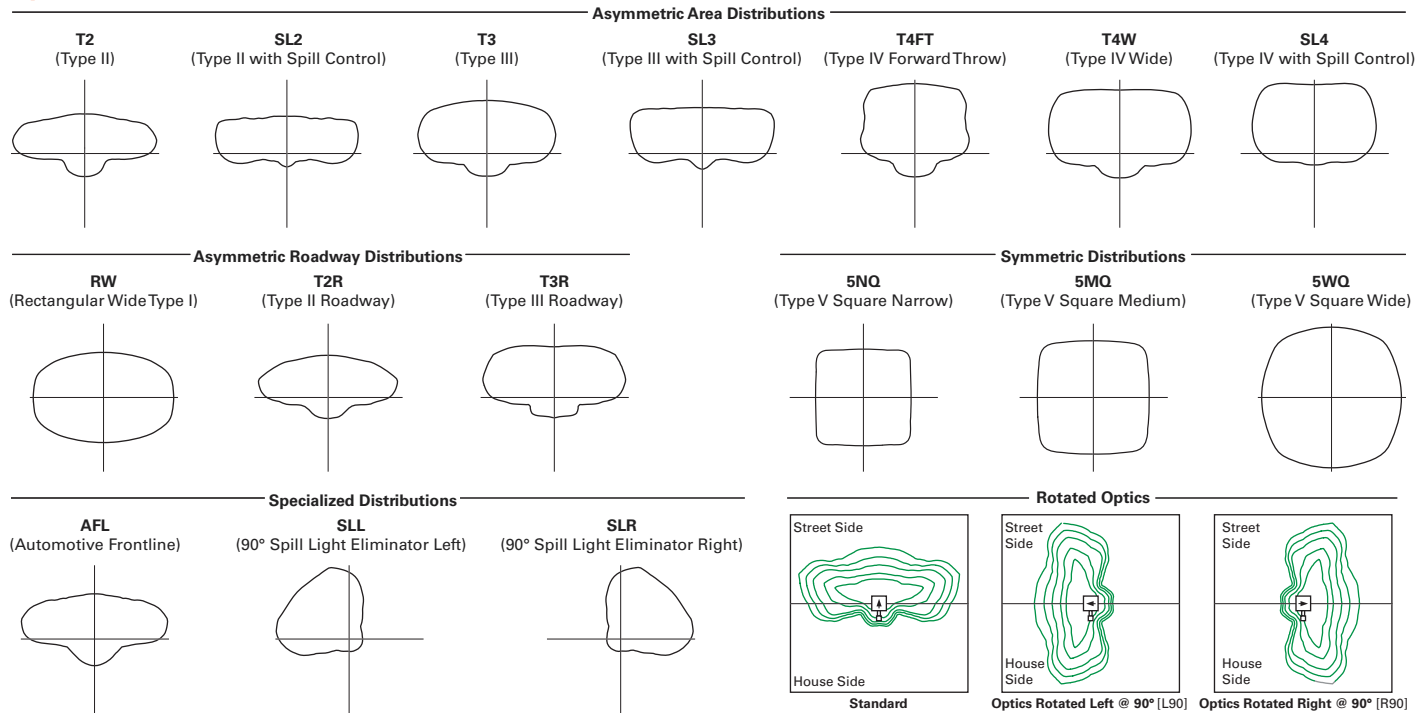 Asymmetric Area Distributions
T2 SL2 T3 SL3 T4FT T4W SL4
(Type II) (Type II with Spill Control) (Type III) (Type III with Spill Control) (Type IV Forward Throw) (Type IV Wide) (Type IV with Spill Control)
Asymmetric Roadway Distributions Symmetric Distributions
RW T2R T3R 5NQ 5MQ 5WQ
(Rectangular Wide Type I) (Type II Roadway) (Type III Roadway) (Type V Square Narrow) (Type V Square Medium) (Type V Square Wide)
Specialized Distributions Rotated Optics
AFL SLL SLR
(Automotive Frontline) (90° Spill Light Eliminator Left) (90° Spill Light Eliminator Right)
Street Side
House Side
Standard
Street
Side
House
Side
Optics Rotated Left @ 90° [L90]
Street
Side
House
Side
Optics Rotated Right @ 90° [R90]